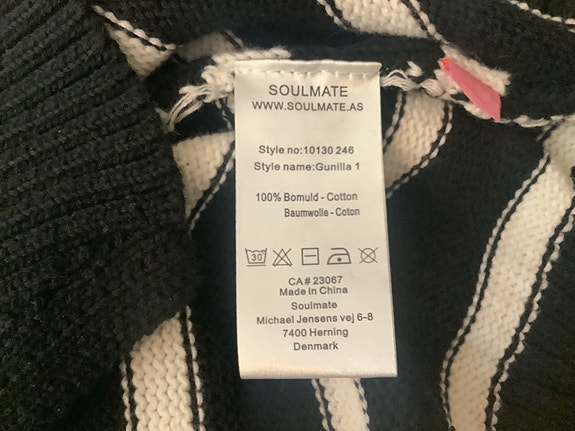 SOULMATE
WWW.SOULMATE.AS
Style no:10130 246
Style name:Gunilla 1
100% Bomuld - Cotton
Baumwolle - Coton
30
CA# 23067
Made In China
Soulmate
Michael Jensens vej 6-8
7400 Herning
Denmark